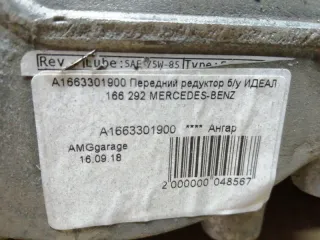 Rev Lube:SAE 75W-85 Type:
A1663301900 Передний редуктор б/у ИДЕАЛ
166 292 MERCEDES-BENZ
A1663301900 **** Ангар
AMGgarage
16.09.18
2 000000 048567